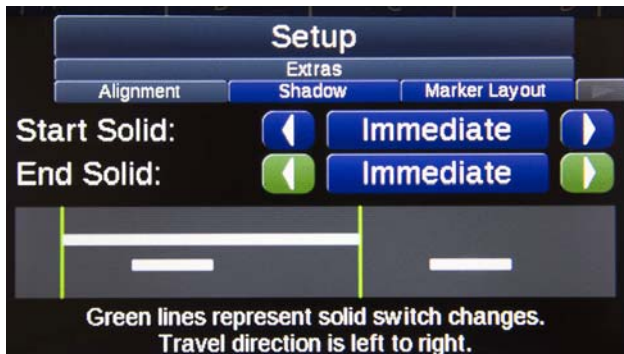 Setup
Extras
Alignment Shadow Marker Layout
Start Solid: Immediate
End Solid: Immediate
Green lines represent solid switch changes.
Travel direction is left to right.